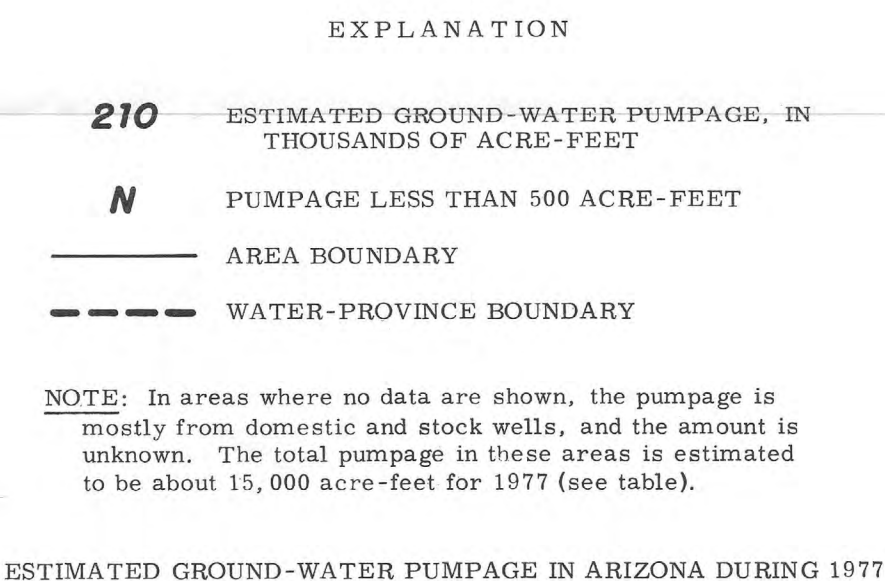 EXPLANATION
210 ESTIMATED GROUND-WATER PUMPAGE, IN
THOUSANDS OF ACRE-FEET
N PUMPAGE LESS THAN 500 ACRE-FEET
AREA BOUNDARY
WATER-PROVINCE BOUNDARY
NOTE: In areas where no data are shown, the pumpage is
mostly from domestic and stock wells, and the amount is
unknown. The total pumpage in these areas is estimated
to be about 15,000 acre-feet for 1977 (see table).
ESTIMATED GROUND-WATER PUMPAGE IN ARIZONA DURING 1977